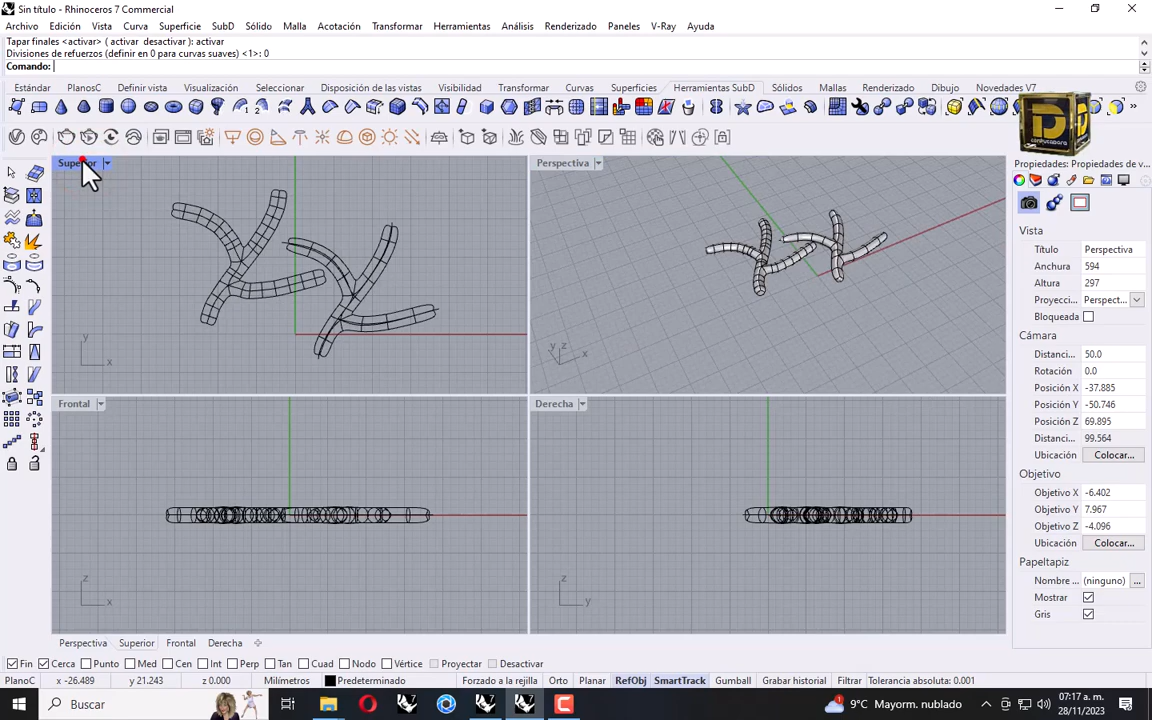 Sin título - Rhinoceros 7 Commercial
Archivo Edición Vista Curva Superficie SubD Sólido Malla Acotación Transformar Herramientas Análisis Renderizado Paneles V-Ray Ayuda
Tapar finales <activar> ( activar desactivar ): activar
Divisiones de refuerzos (definir en 0 para curvas suaves) <1>: 0
Comando:
Estándar PlanosC Definir vista Visualización Seleccionar Disposición de las vistas Visibilidad Transformar Curvas Superficies Herramientas SubD Sólidos Mallas Renderizado Dibujo Novedades V7
Superior
Perspectiva
Propiedades: Propiedades de v...
Vista
Título Perspectiva
Anchura 594
Altura 297
Proyecci... Perspect...
Bloqueada
Cámara
Distanci... 50.0
Rotación 0.0
Posición X -37.885
Posición Y -50.746
Posición Z 69.895
Distanci... 99.564
Ubicación Colocar...
Objetivo
Objetivo X -6.402
Objetivo Y 7.967
Objetivo Z -4.096
Ubicación Colocar...
Papeltapiz
Nombre ... (ninguno) ...
Mostrar
Gris
y
x
y z x
Frontal
Derecha
z
x
z
y
Perspectiva Superior Frontal Derecha
Fin Cerca Punto Med Cen Int Perp Tan Cuad Nodo Vértice Proyectar Desactivar
PlanoC x -26.489 y 21.243 z 0.000 Milímetros Predeterminado Forzado a la rejilla Orto Planar RefObj SmartTrack Gumball Grabar historial Filtrar Tolerancia absoluta: 0.001
Buscar
9°C Mayorm. nublado
07:17 a. m.
28/11/2023